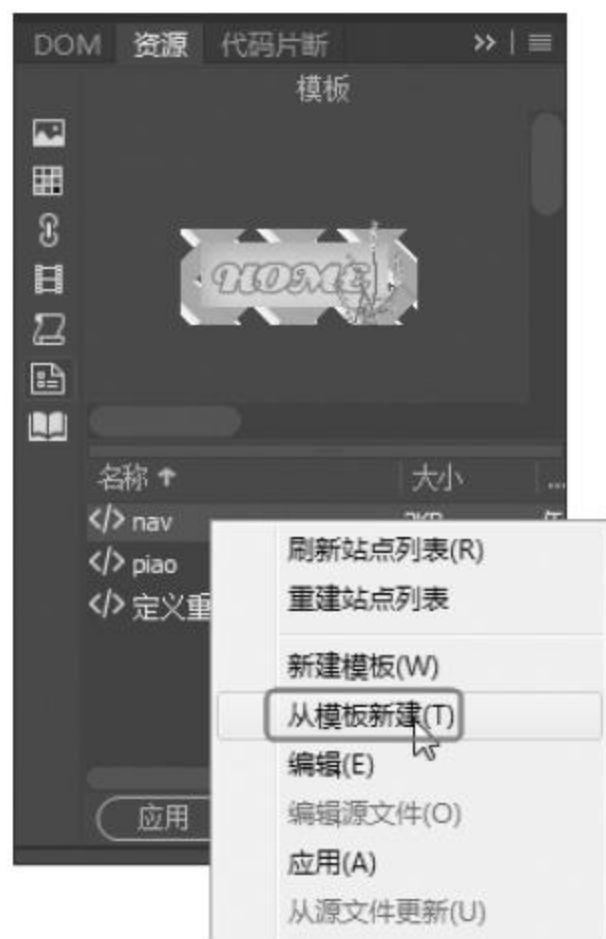 DOM 资源 代码片断
模板
HOME
名称 大小 ...
</> nav
</> piao
</> 定义重
刷新站点列表(R)
重建站点列表
新建模板(W)
从模板新建(T)
编辑(E)
编辑源文件(O)
应用 应用(A)
从源文件更新(U)